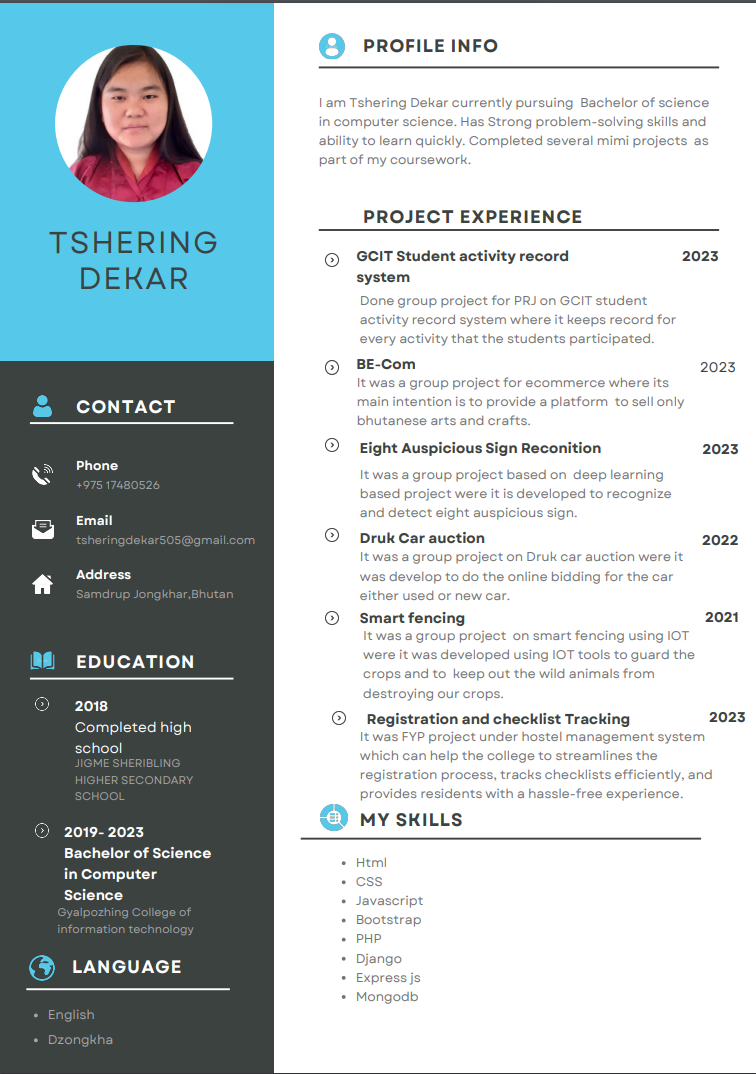 TSHERING
DEKAR
CONTACT
Phone
+975 17480526
Email
tsheringdekar505@gmail.com
Address
Samdrup Jongkhar,Bhutan
EDUCATION
2018
Completed high
school
JIGME SHERIBLING
HIGHER SECONDARY
SCHOOL
2019- 2023
Bachelor of Science
in Computer
Science
Gyalpozhing College of
information technology
LANGUAGE
• English
• Dzongkha
PROFILE INFO
I am Tshering Dekar currently pursuing  Bachelor of science
in computer science. Has Strong problem-solving skills and
ability to learn quickly. Completed several mimi projects  as
part of my coursework.
PROJECT EXPERIENCE
GCIT Student activity record 2023
system
Done group project for PRJ on GCIT student
activity record system where it keeps record for
every activity that the students participated.
BE-Com 2023
It was a group project for ecommerce where its
main intention is to provide a platform  to sell only
bhutanese arts and crafts.
Eight Auspicious Sign Reconition 2023
It was a group project based on  deep learning
based project were it is developed to recognize
and detect eight auspicious sign.
Druk Car auction 2022
It was a group project on Druk car auction were it
was develop to do the online bidding for the car
either used or new car.
Smart fencing 2021
It was a group project  on smart fencing using IOT
were it was developed using IOT tools to guard the
crops and to  keep out the wild animals from
destroying our crops.
Registration and checklist Tracking 2023
It was FYP project under hostel management system
which can help the college to streamlines the
registration process, tracks checklists efficiently, and
provides residents with a hassle-free experience.
MY SKILLS
• Html
• CSS
• Javascript
• Bootstrap
• PHP
• Django
• Express js
• Mongodb